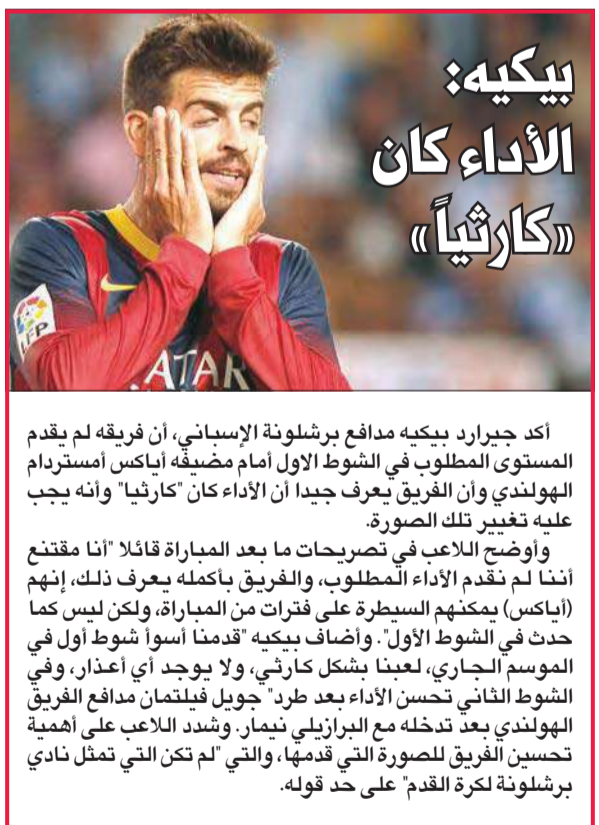 بيكيه:
الأداء كان
«كارثياً»
LFP
ATAR
أكد جيرارد بيكيه مدافع برشلونة الإسباني، أن فريقه لم يقدم
المستوى المطلوب في الشوط الاول أمام مضيفه أياكس أمستردام
الهولندي وأن الفريق يعرف جيدا أن الأداء كان "كارثيا" وأنه يجب
عليه تغيير تلك الصورة.
وأوضح اللاعب في تصريحات ما بعد المباراة قائلا "أنا مقتنع
أننا لم نقدم الأداء المطلوب، والفريق بأكمله يعرف ذلك، إنهم
(أياكس) يمكنهم السيطرة على فترات من المباراة، ولكن ليس كما
حدث في الشوط الأول". وأضاف بيكيه "قدمنا أسوأ شوط أول في
الموسم الجاري، لعبنا بشكل كارثي، ولا يوجد أي أعذار، وفي
الشوط الثاني تحسن الأداء بعد طرد" جويل فيلتمان مدافع الفريق
الهولندي بعد تدخله مع البرازيلي نيمار. وشدد اللاعب على أهمية
تحسين الفريق للصورة التي قدمها، والتي "لم تكن التي تمثل نادي
برشلونة لكرة القدم" على حد قوله.